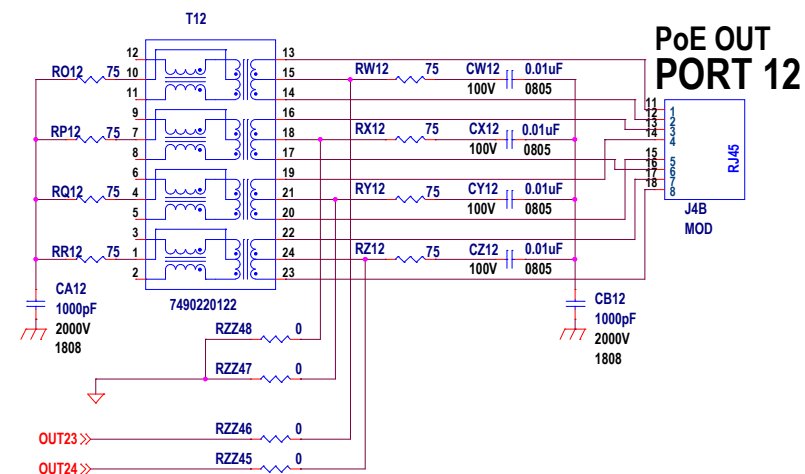 T12
PoE OUT
PORT 12
12
13
RO12
75
10
15
RW12
75
CW12
0.01uF
100V
0805
11
14
9
16
RP12
75
7
18
RX12
75
CX12
0.01uF
100V
0805
8
17
6
19
RQ12
75
4
21
RY12
75
CY12
0.01uF
100V
0805
5
20
3
22
RR12
75
1
24
RZ12
75
CZ12
0.01uF
100V
0805
2
23
11
1
12
2
13
3
14
4
15
5
16
6
17
7
18
8
RJ45
J4B
MOD
CA12
1000pF
2000V
1808
7490220122
CB12
1000pF
2000V
1808
RZZ48
0
RZZ47
0
RZZ46
0
OUT23
RZZ45
0
OUT24